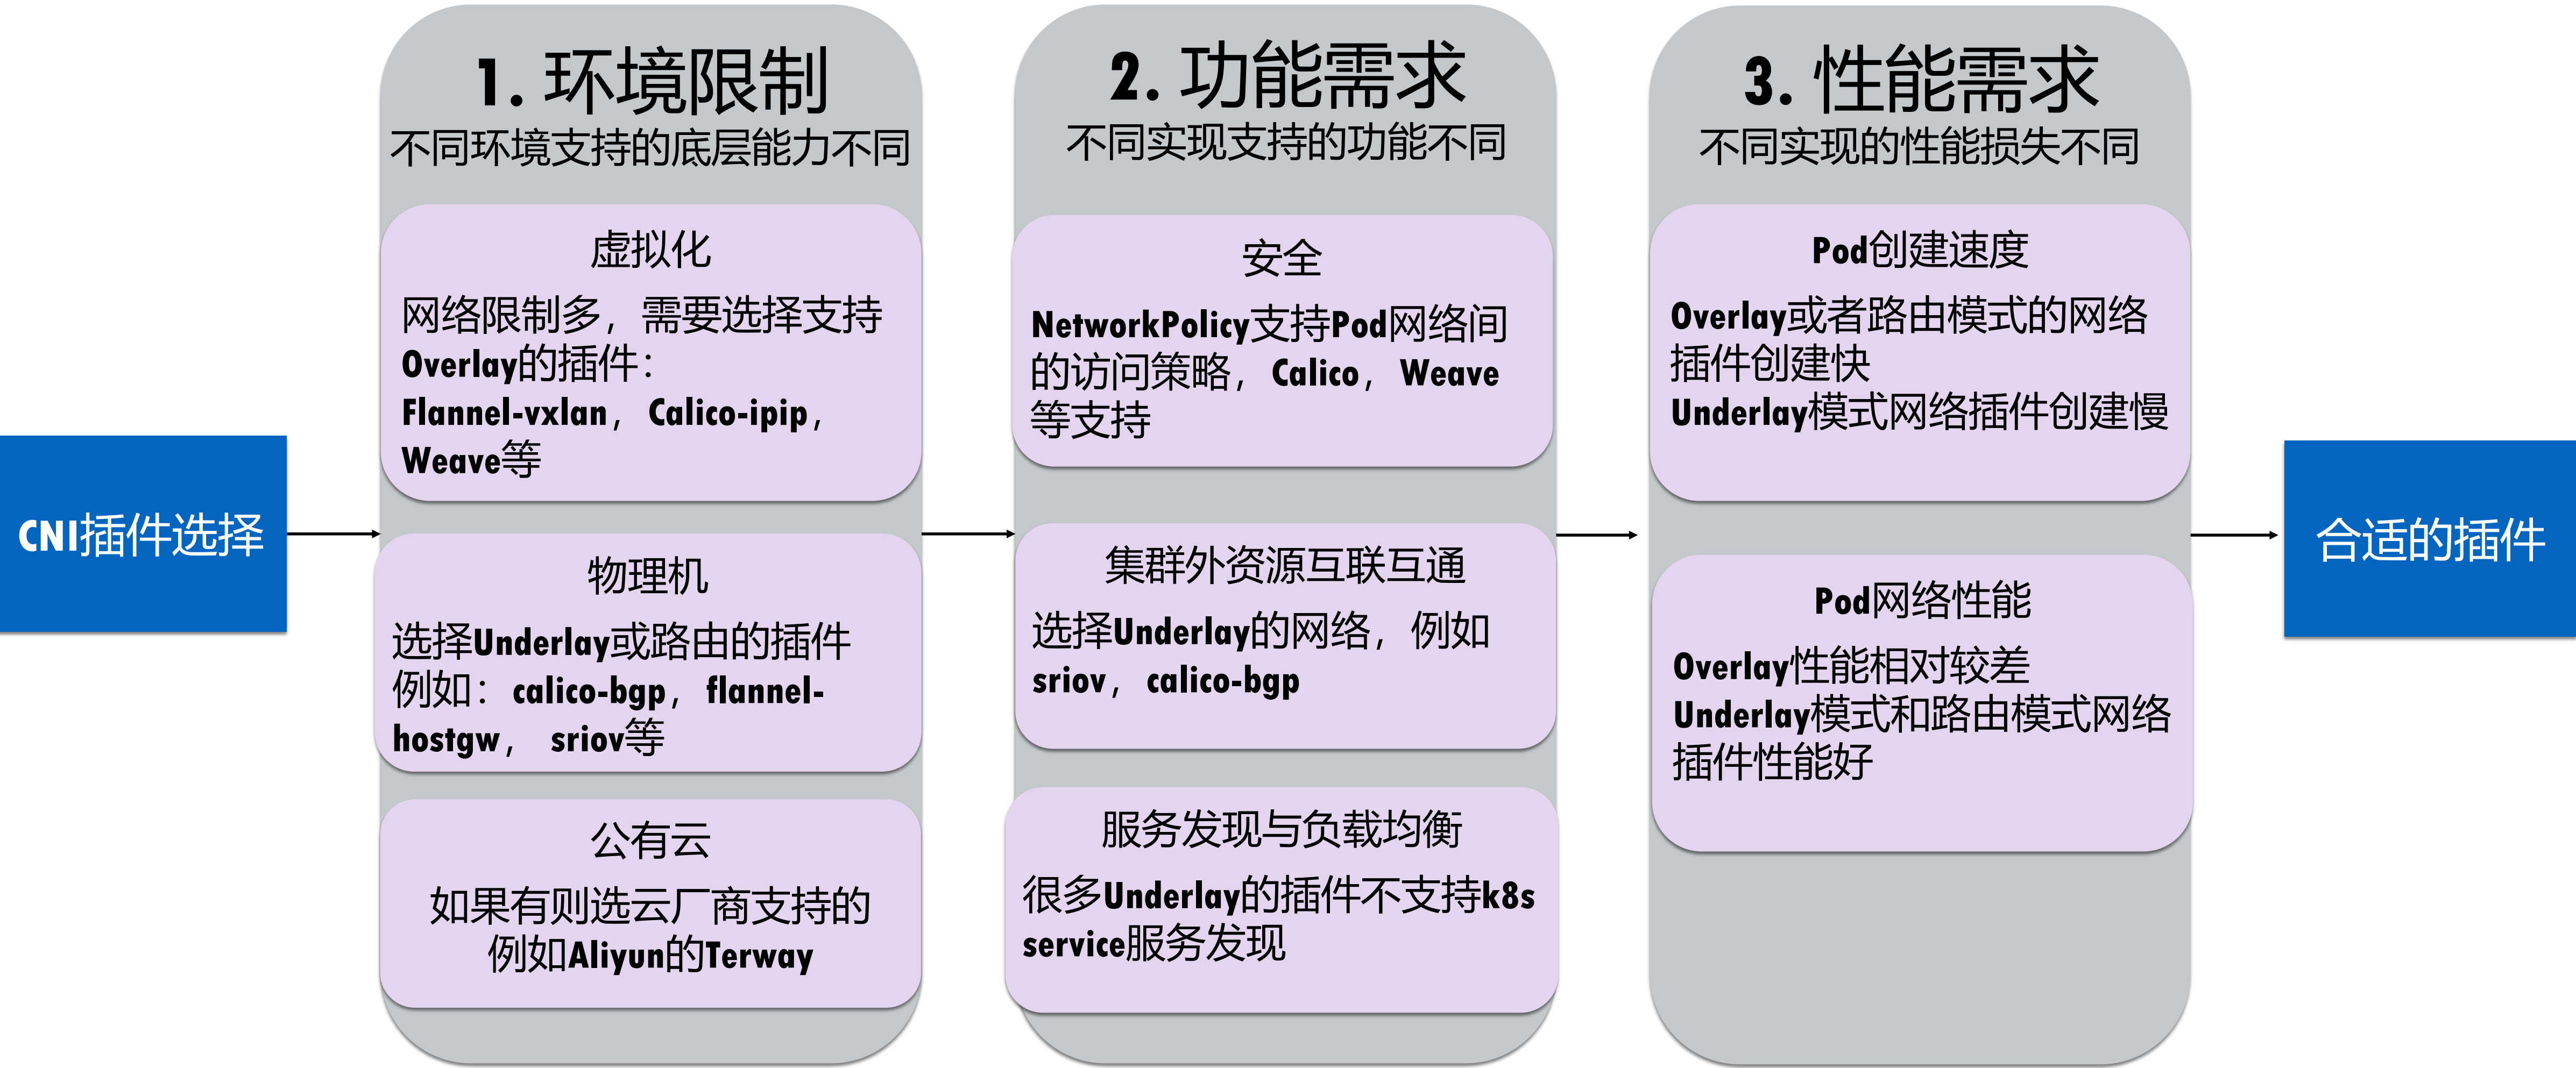 CNI插件选择
1. 环境限制
不同环境支持的底层能力不同
虚拟化
网络限制多，需要选择支持
Overlay的插件：
Flannel-vxlan，Calico-ipip，
Weave等
物理机
选择Underlay或路由的插件
例如：calico-bgp，flannel-
hostgw， sriov等
公有云
如果有则选云厂商支持的
例如Aliyun的Terway
2. 功能需求
不同实现支持的功能不同
安全
NetworkPolicy支持Pod网络间
的访问策略，Calico，Weave
等支持
集群外资源互联互通
选择Underlay的网络，例如
sriov，calico-bgp
服务发现与负载均衡
很多Underlay的插件不支持k8s
service服务发现
3. 性能需求
不同实现的性能损失不同
Pod创建速度
Overlay或者路由模式的网络
插件创建快
Underlay模式网络插件创建慢
Pod网络性能
Overlay性能相对较差
Underlay模式和路由模式网络
插件性能好
合适的插件